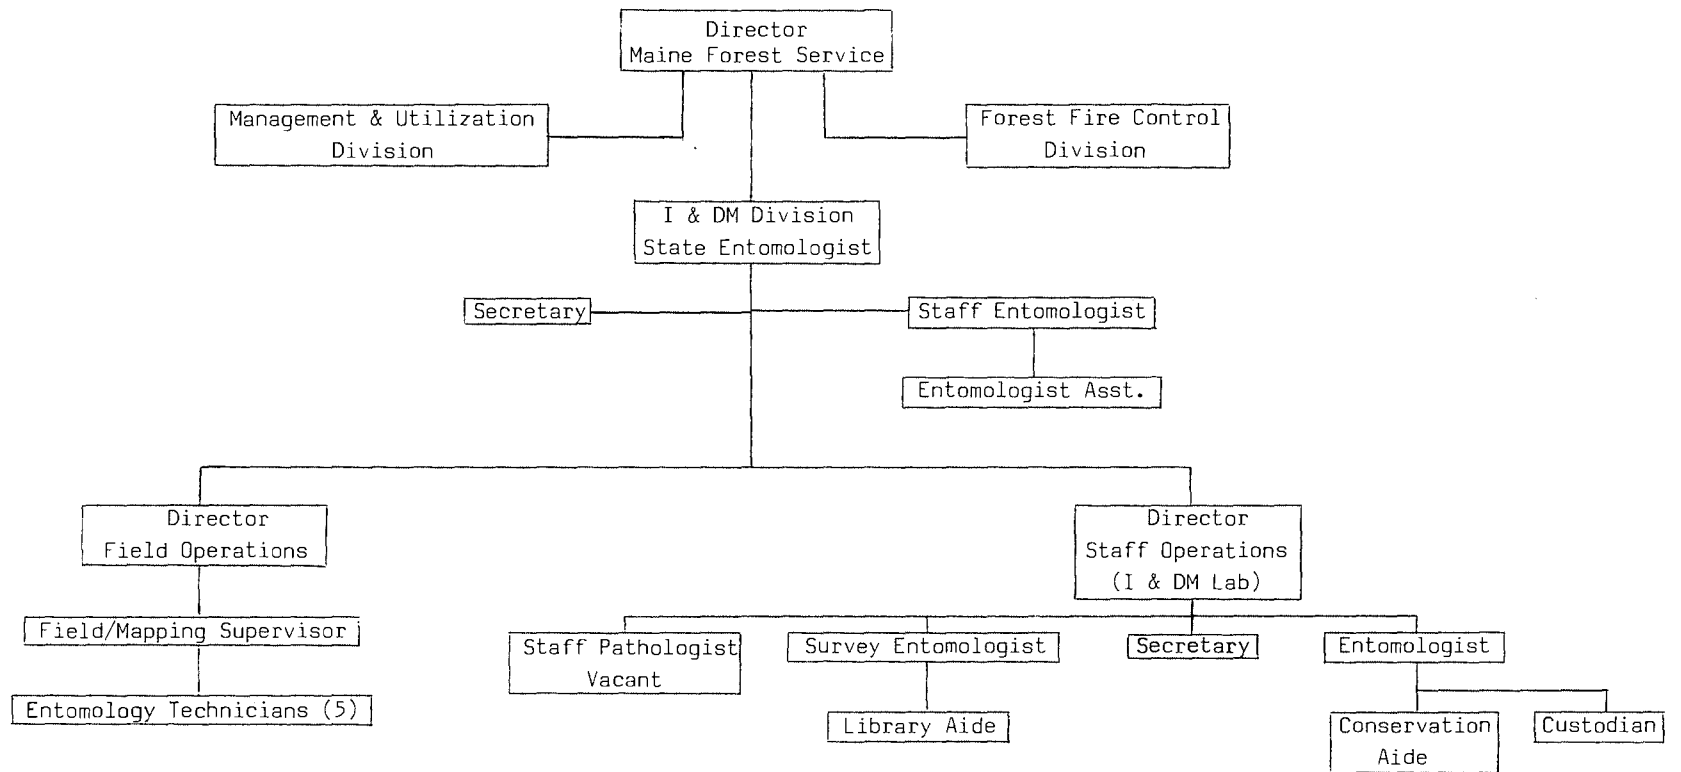 Director
Maine Forest Service
Management & Utilization
Division
Forest Fire Control
Division
I & DM Division
State Entomologist
Secretary
Staff Entomologist
Entomologist Asst.
Director
Field Operations
Director
Staff Operations
(I & DM Lab)
Field/Mapping Supervisor
Entomology Technicians (5)
Staff Pathologist
Vacant
Survey Entomologist
Secretary
Entomologist
Library Aide
Conservation
Aide
Custodian